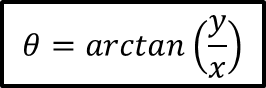 θ = arctan (y/x)